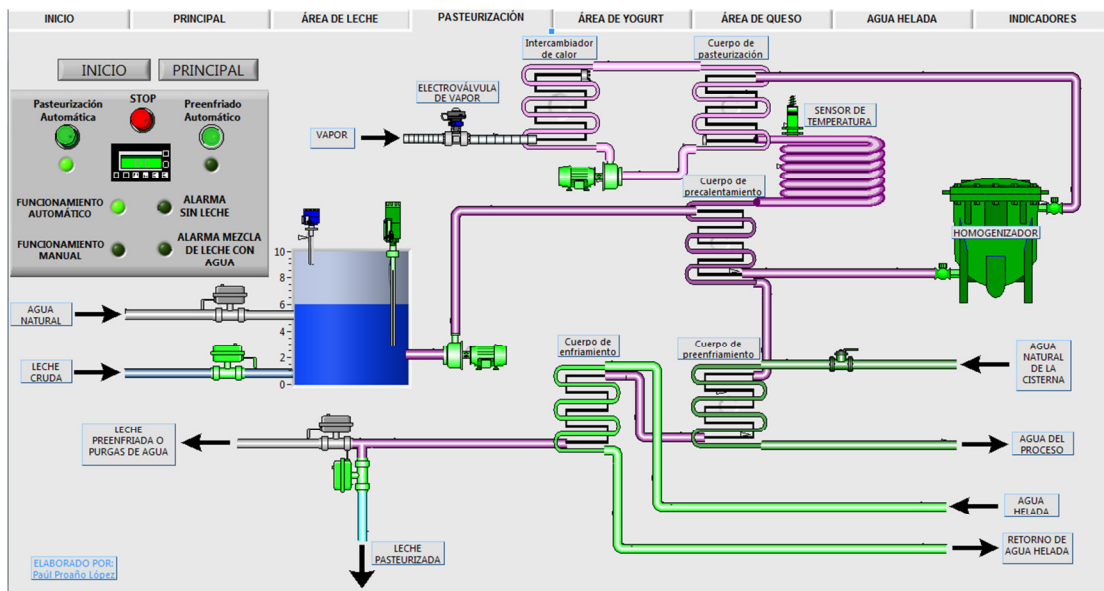 INICIO
PRINCIPAL
ÁREA DE LECHE
PASTEURIZACIÓN
ÁREA DE YOGURT
ÁREA DE QUESO
AGUA HELADA
INDICADORES
INICIO
PRINCIPAL
Pasteurización
Automática
STOP
Preenfriado
Automático
FUNCIONAMIENTO
AUTOMÁTICO
ALARMA
SIN LECHE
FUNCIONAMIENTO
MANUAL
ALARMA MEZCLA
DE LECHE CON
AGUA
Intercambiador
de calor
Cuerpo de
pasteurización
ELECTROVÁLVULA
DE VAPOR
VAPOR
SENSOR DE
TEMPERATURA
Cuerpo de
precalentamiento
HOMOGENIZADOR
10
8
6
4
2
0
AGUA
NATURAL
LECHE
CRUDA
Cuerpo de
enfriamiento
Cuerpo de
preenfriamiento
AGUA
NATURAL
DE LA
CISTERNA
LECHE
PREENFRIADA O
PURGAS DE AGUA
AGUA DEL
PROCESO
AGUA
HELADA
LECHE
PASTEURIZADA
RETORNO DE
AGUA HELADA
ELABORADO POR:
Paúl Proaño López